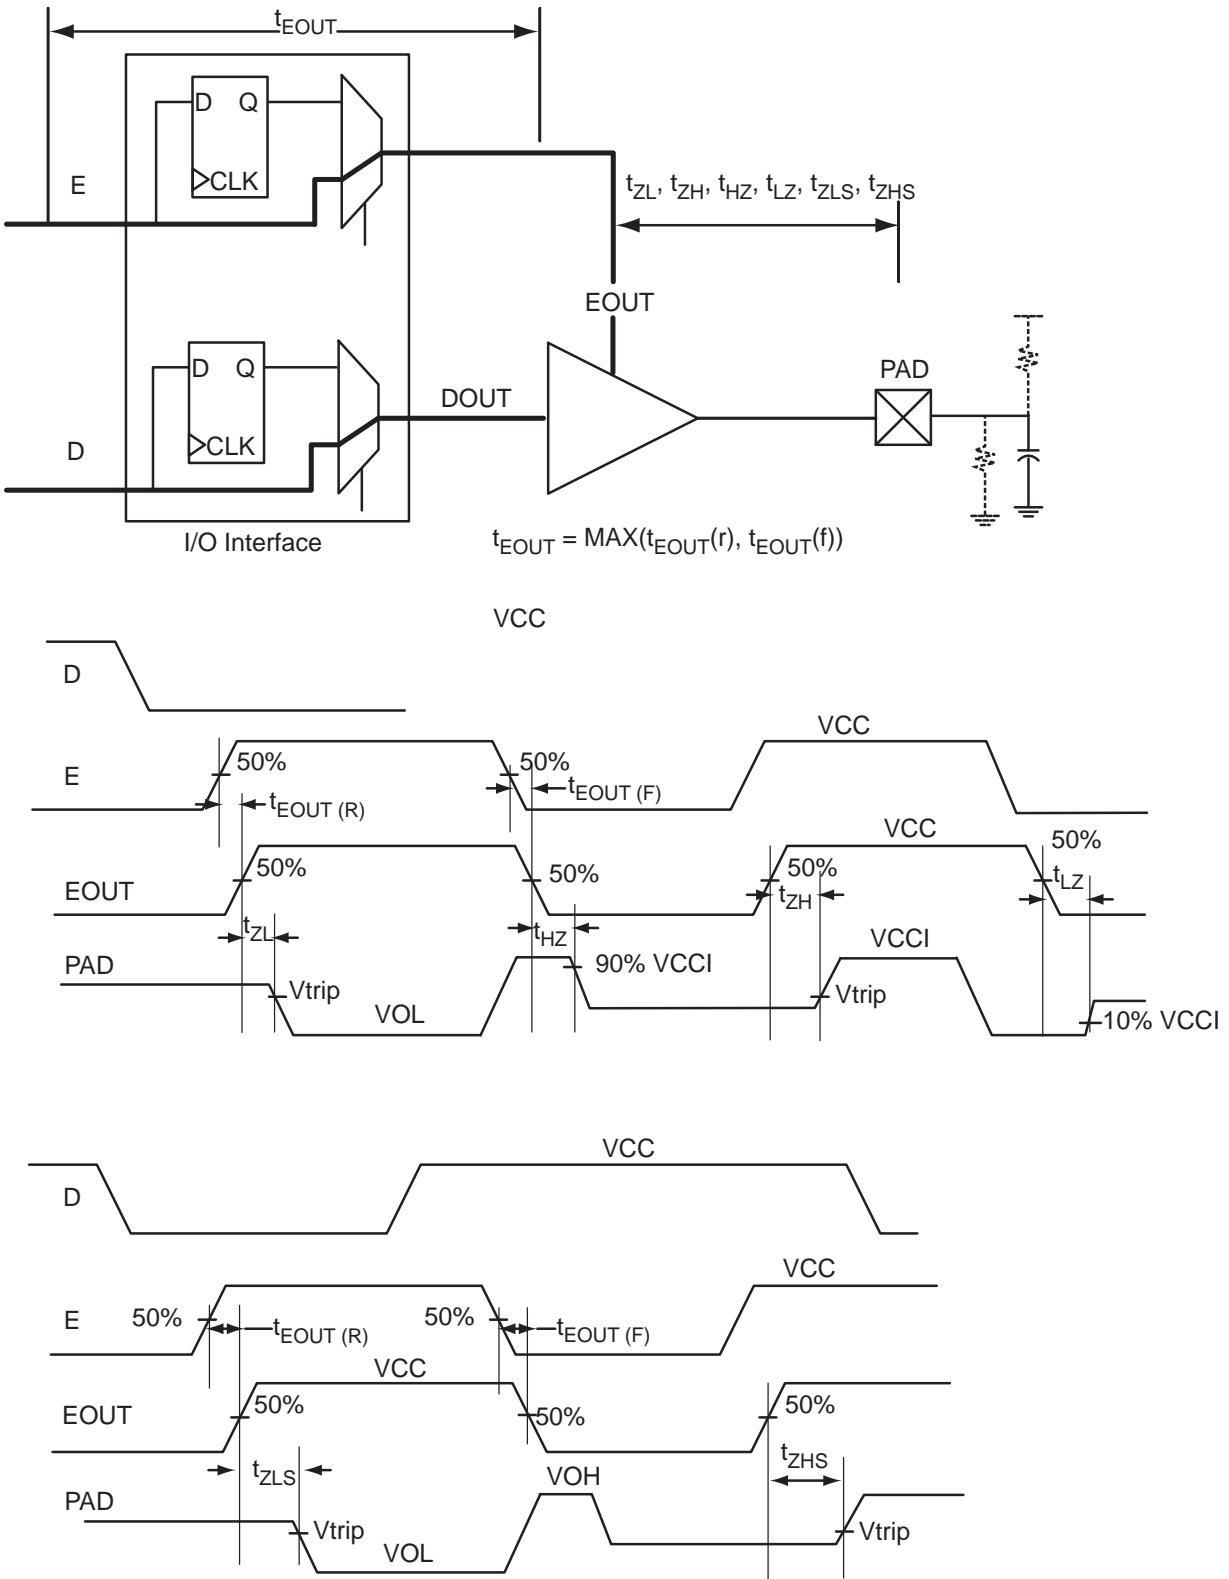 tEOUT
D Q
CLK
E
tZL, tZH, tHZ, tLZ, tZLS, tZHS
EOUT
D Q
CLK
D
DOUT
PAD
I/O Interface
tEOUT = MAX(tEOUT(r), tEOUT(f))
VCC
D
VCC
E
50%
50%
tEOUT (R)
tEOUT (F)
VCC
50%
EOUT
50%
50%
50%
tZL
tHZ
tZH
tLZ
PAD
Vtrip
VOL
90% VCCI
Vtrip
VCCI
10% VCCI
VCC
D
VCC
E
50%
tEOUT (R)
50%
tEOUT (F)
VCC
EOUT
50%
50%
50%
tZLS
tZHS
PAD
VOH
Vtrip
VOL
Vtrip